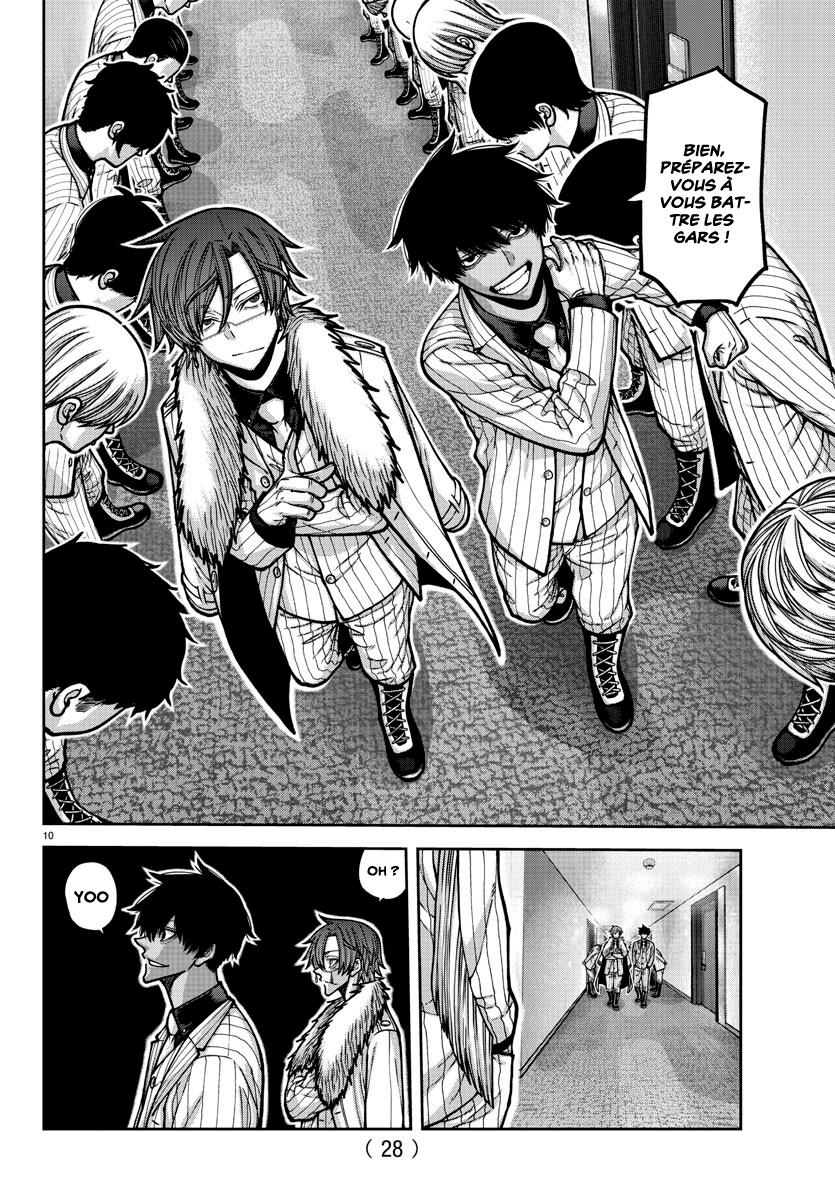 BIEN,
PRÉPAREZ-
VOUS À
VOUS BAT-
TRE LES
GARS !
10
OH ?
YOO
( 28 )